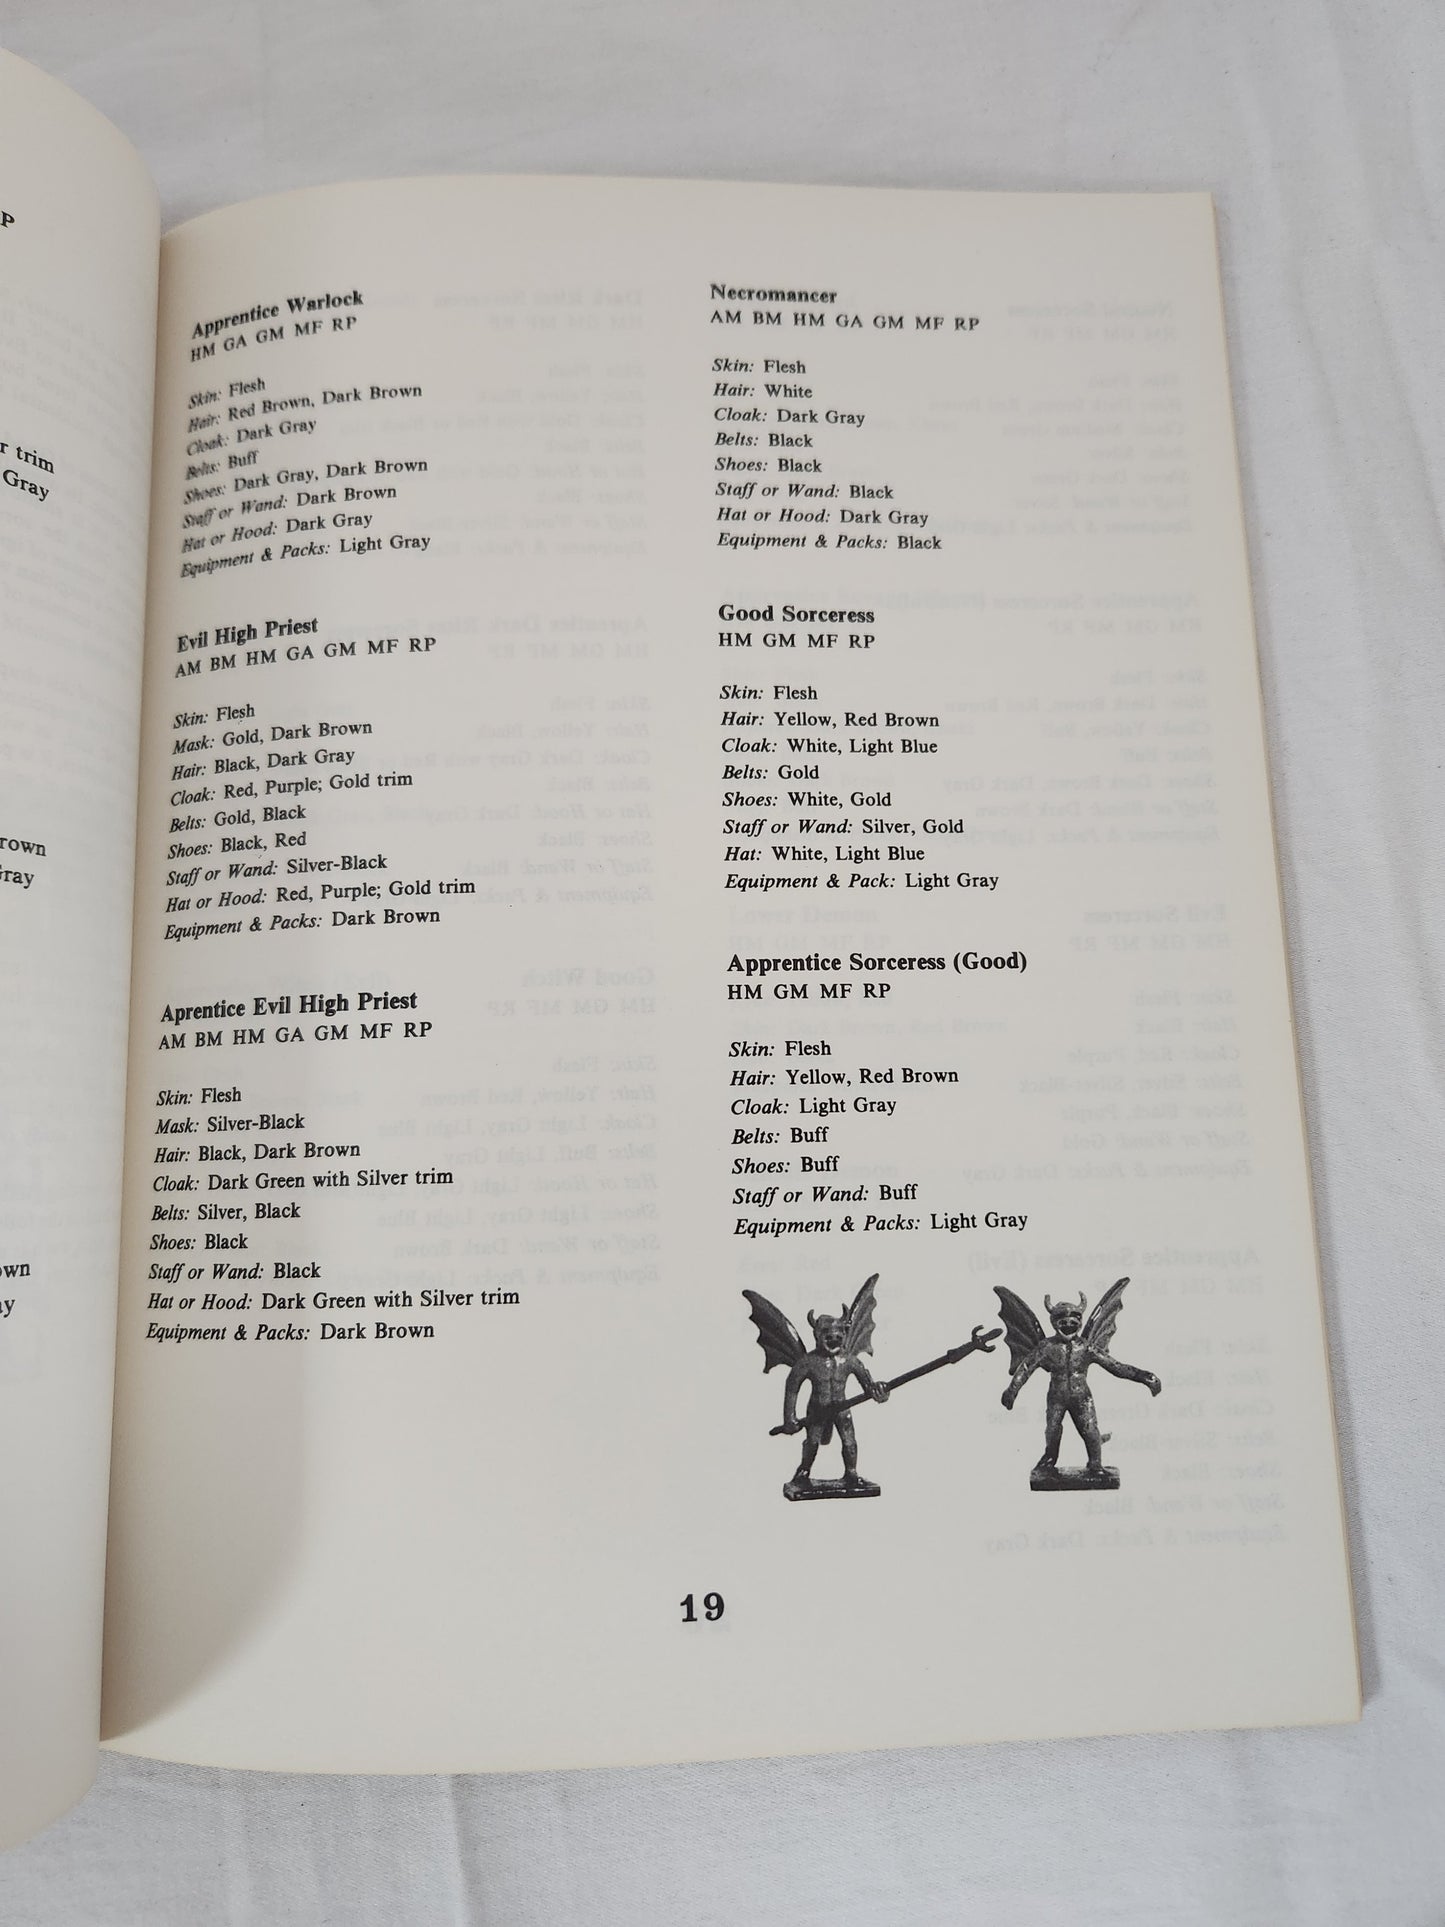 P
r trim
Gray
rown
ray
own
y
Apprentice Warlock
HM GA GM MF RP
Skin: Flesh
Hair: Red Brown, Dark Brown
Cloak: Dark Gray
Belts: Buff
Shoes: Dark Gray, Dark Brown
Staff or Wand: Dark Brown
Hat or Hood: Dark Gray
Equipment & Packs: Light Gray
Evil High Priest
AM BM HM GA GM MF RP
Skin: Flesh
Mask: Gold, Dark Brown
Hair: Black, Dark Gray
Cloak: Red, Purple; Gold trim
Belts: Gold, Black
Shoes: Black, Red
Staff or Wand: Silver-Black
Hat or Hood: Red, Purple; Gold trim
Equipment & Packs: Dark Brown
Aprentice Evil High Priest
AM BM HM GA GM MF RP
Skin: Flesh
Mask: Silver-Black
Hair: Black, Dark Brown
Cloak: Dark Green with Silver trim
Belts: Silver, Black
Shoes: Black
Staff or Wand: Black
Hat or Hood: Dark Green with Silver trim
Equipment & Packs: Dark Brown
Necromancer
AM BM HM GA GM MF RP
Skin: Flesh
Hair: White
Cloak: Dark Gray
Belts: Black
Shoes: Black
Staff or Wand: Black
Hat or Hood: Dark Gray
Equipment & Packs: Black
Good Sorceress
HM GM MF RP
Skin: Flesh
Hair: Yellow, Red Brown
Cloak: White, Light Blue
Belts: Gold
Shoes: White, Gold
Staff or Wand: Silver, Gold
Hat: White, Light Blue
Equipment & Pack: Light Gray
Apprentice Sorceress (Good)
HM GM MF RP
Skin: Flesh
Hair: Yellow, Red Brown
Cloak: Light Gray
Belts: Buff
Shoes: Buff
Staff or Wand: Buff
Equipment & Packs: Light Gray
19